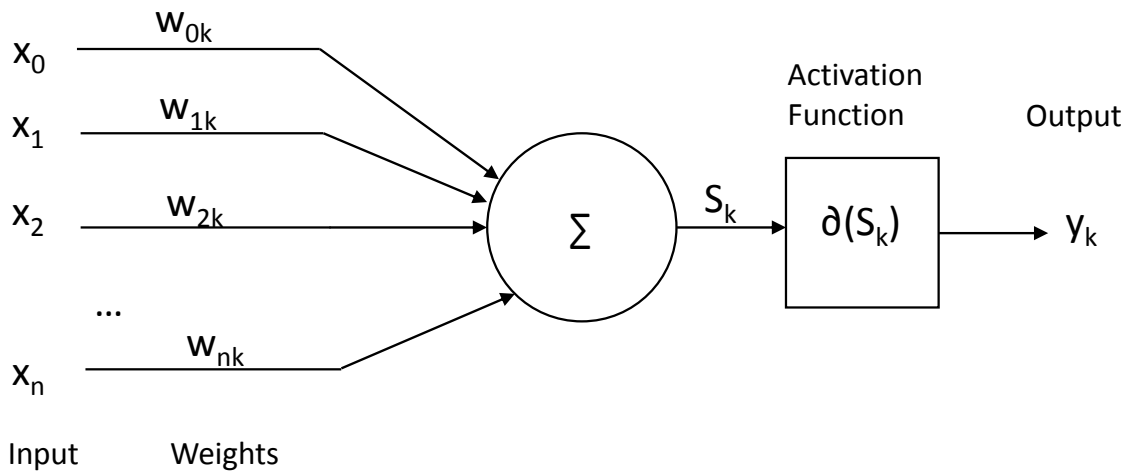 x₀
w₀ₖ
x₁
w₁ₖ
x₂
w₂ₖ
...
xₙ
wₙₖ
Input
Weights
∑
Sₖ
Activation
Function
∂(Sₖ)
Output
yₖ